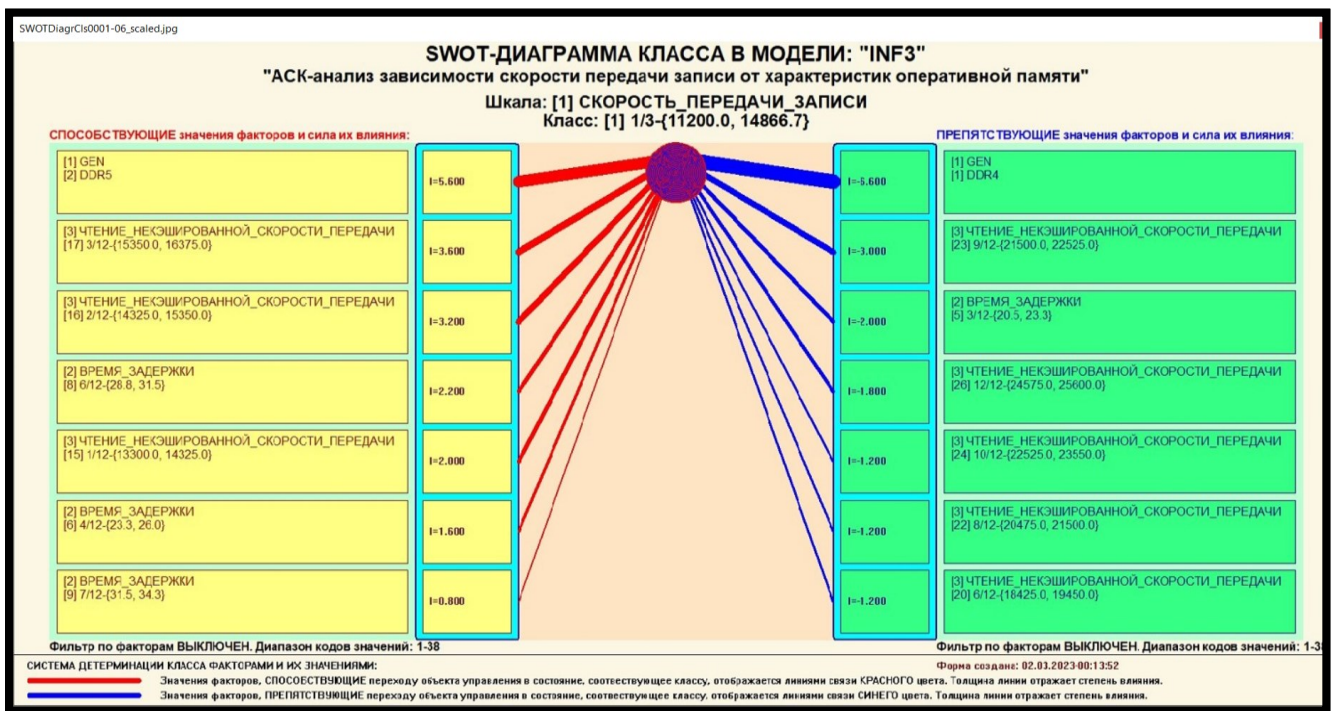 SWOTDiagrCls0001-06_scaled.jpg
SWOT-ДИАГРАММА КЛАССА В МОДЕЛИ: "INF3"
"АСК-анализ зависимости скорости передачи записи от характеристик оперативной памяти"
Шкала: [1] СКОРОСТЬ_ПЕРЕДАЧИ_ЗАПИСИ
Класс: [1] 1/3-{11200.0, 14866.7}
СПОСОБСТВУЮЩИЕ значения факторов и сила их влияния:
[1] GEN
[2] DDR5
I=5.600
[3] ЧТЕНИЕ_НЕКЭШИРОВАННОЙ_СКОРОСТИ_ПЕРЕДАЧИ
[17] 3/12-{15350.0, 16375.0}
I=3.600
[3] ЧТЕНИЕ_НЕКЭШИРОВАННОЙ_СКОРОСТИ_ПЕРЕДАЧИ
[16] 2/12-{14325.0, 15350.0}
I=3.200
[2] ВРЕМЯ_ЗАДЕРЖКИ
[8] 6/12-{28.8, 31.5}
I=2.200
[3] ЧТЕНИЕ_НЕКЭШИРОВАННОЙ_СКОРОСТИ_ПЕРЕДАЧИ
[15] 1/12-{13300.0, 14325.0}
I=2.000
[2] ВРЕМЯ_ЗАДЕРЖКИ
[6] 4/12-{23.3, 26.0}
I=1.600
[2] ВРЕМЯ_ЗАДЕРЖКИ
[9] 7/12-{31.5, 34.3}
I=0.800
Фильтр по факторам ВЫКЛЮЧЕН. Диапазон кодов значений: 1-38
ПРЕПЯТСТВУЮЩИЕ значения факторов и сила их влияния:
I=-5.600
[1] GEN
[1] DDR4
I=-3.000
[3] ЧТЕНИЕ_НЕКЭШИРОВАННОЙ_СКОРОСТИ_ПЕРЕДАЧИ
[23] 9/12-{21500.0, 22525.0}
I=-2.000
[2] ВРЕМЯ_ЗАДЕРЖКИ
[5] 3/12-{20.5, 23.3}
I=-1.800
[3] ЧТЕНИЕ_НЕКЭШИРОВАННОЙ_СКОРОСТИ_ПЕРЕДАЧИ
[26] 12/12-{24575.0, 25600.0}
I=-1.200
[3] ЧТЕНИЕ_НЕКЭШИРОВАННОЙ_СКОРОСТИ_ПЕРЕДАЧИ
[24] 10/12-{22525.0, 23550.0}
I=-1.200
[3] ЧТЕНИЕ_НЕКЭШИРОВАННОЙ_СКОРОСТИ_ПЕРЕДАЧИ
[22] 8/12-{20475.0, 21500.0}
I=-1.200
[3] ЧТЕНИЕ_НЕКЭШИРОВАННОЙ_СКОРОСТИ_ПЕРЕДАЧИ
[20] 6/12-{18425.0, 19450.0}
Фильтр по факторам ВЫКЛЮЧЕН. Диапазон кодов значений: 1-38
СИСТЕМА ДЕТЕРМИНАЦИИ КЛАССА ФАКТОРАМИ И ИХ ЗНАЧЕНИЯМИ:
Форма создана: 02.03.2023-00:13:52
Значения факторов, СПОСОБСТВУЮЩИЕ переходу объекта управления в состояние, соотвествующее классу, отображается линиями связи КРАСНОГО цвета. Толщина линии отражает степень влияния.
Значения факторов, ПРЕПЯТСТВУЮЩИЕ переходу объекта управления в состояние, соотвествующее классу, отображается линиями связи СИНЕГО цвета. Толщина линии отражает степень влияния.